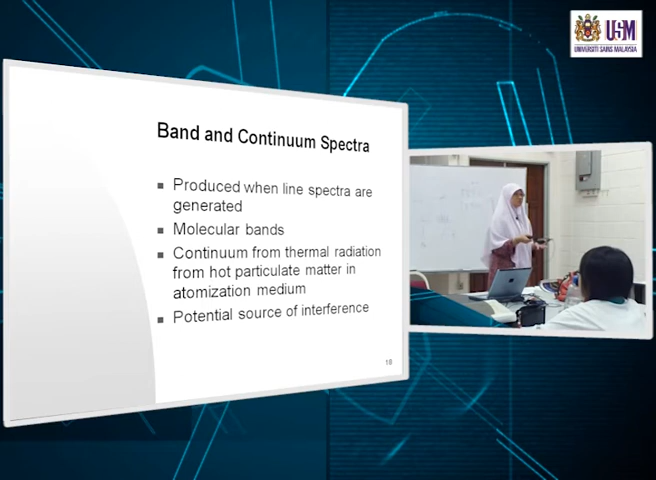 USM
UNIVERSITI SAINS MALAYSIA
Band and Continuum Spectra
Produced when line spectra are
generated
Molecular bands
Continuum from thermal radiation
from hot particulate matter in
atomization medium
Potential source of interference